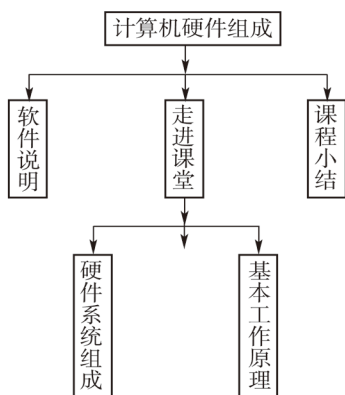 计算机硬件组成
软件说明
走进课堂
课程小结
硬件系统组成
基本工作原理